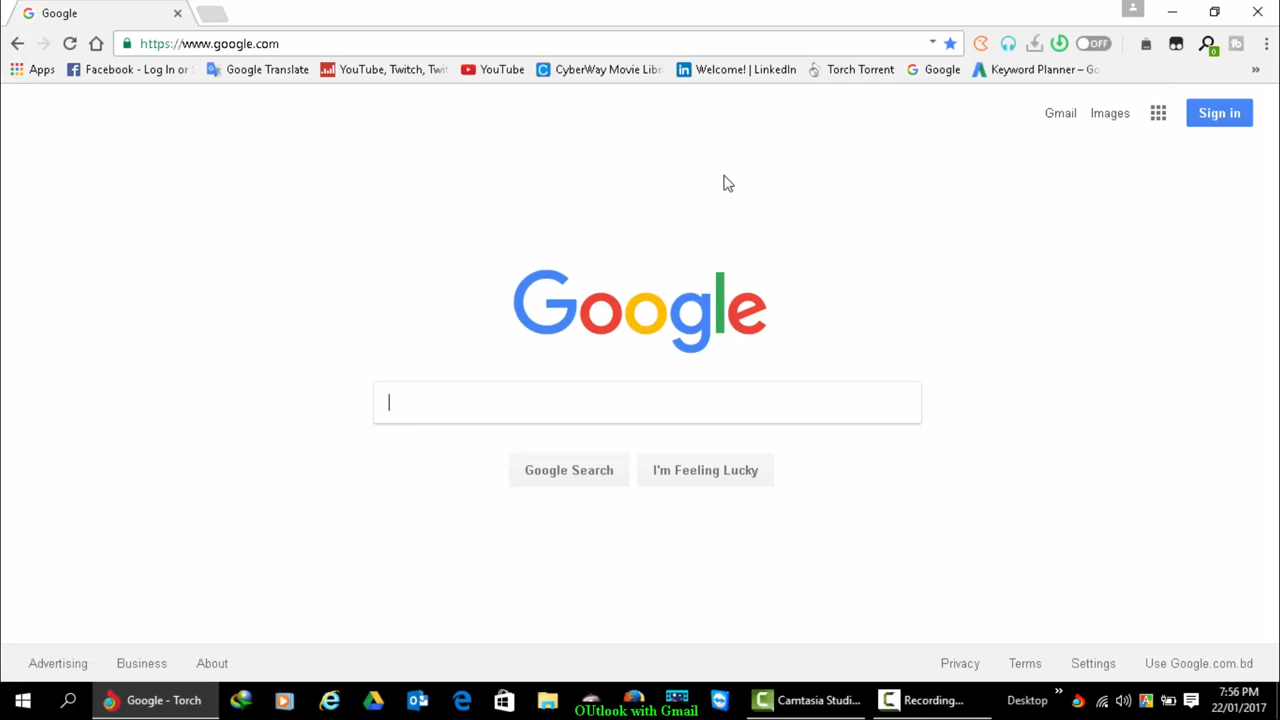 Google
https://www.google.com
OFF
0
Apps
Facebook - Log In or
Google Translate
YouTube, Twitch, Twi
YouTube
CyberWay Movie Libr
Welcome! | LinkedIn
Torch Torrent
Google
Keyword Planner – Go
»
Gmail
Images
Sign in
Google
Google Search
I'm Feeling Lucky
Advertising
Business
About
Privacy
Terms
Settings
Use Google.com.bd
Google - Torch
OUtlook with Gmail
Camtasia Studi...
Recording...
Desktop
»
7:56 PM
22/01/2017